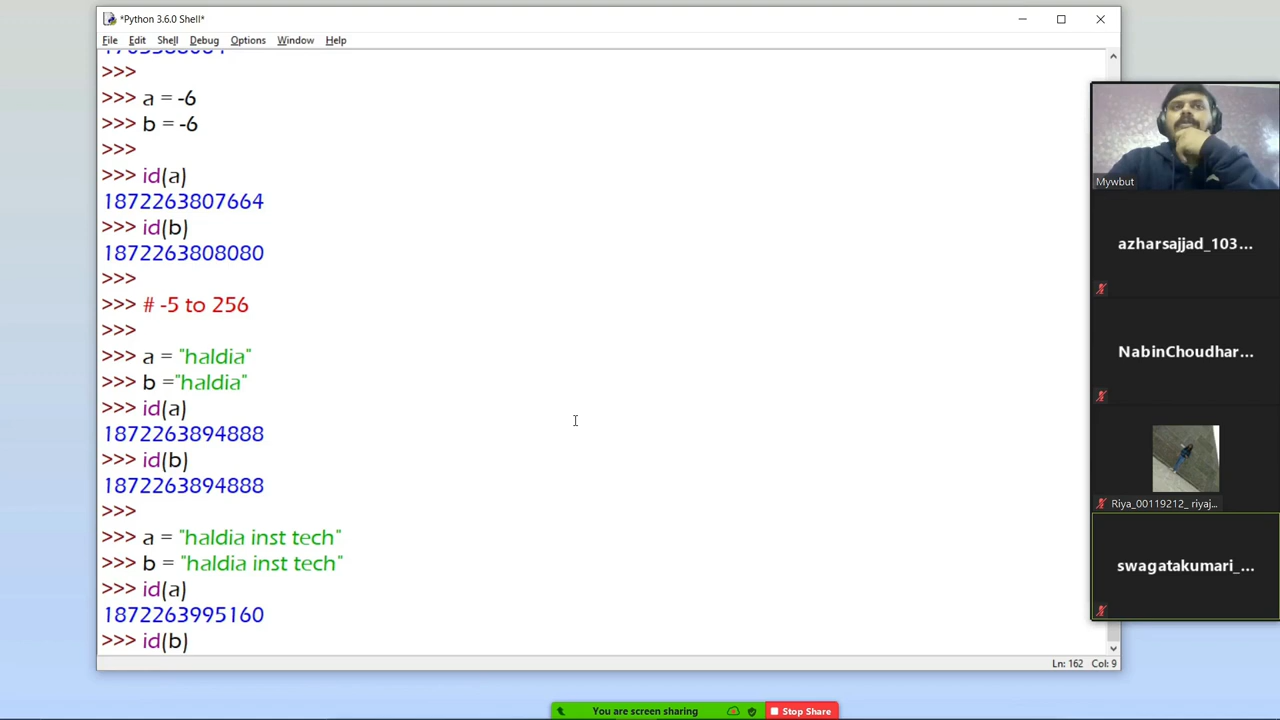 *Python 3.6.0 Shell*
File Edit Shell Debug Options Window Help
>>>
>>> a = -6
>>> b = -6
>>>
>>> id(a)
1872263807664
>>> id(b)
1872263808080
>>>
>>> # -5 to 256
>>>
>>> a = "haldia"
>>> b ="haldia"
>>> id(a)
1872263894888
>>> id(b)
1872263894888
>>>
>>> a = "haldia inst tech"
>>> b = "haldia inst tech"
>>> id(a)
1872263995160
>>> id(b)
Ln: 162 Col: 9
Mywbut
azharsajjad_103...
NabinChoudhar...
Riya_00119212_ riyaj...
swagatakumari_...
You are screen sharing
Stop Share